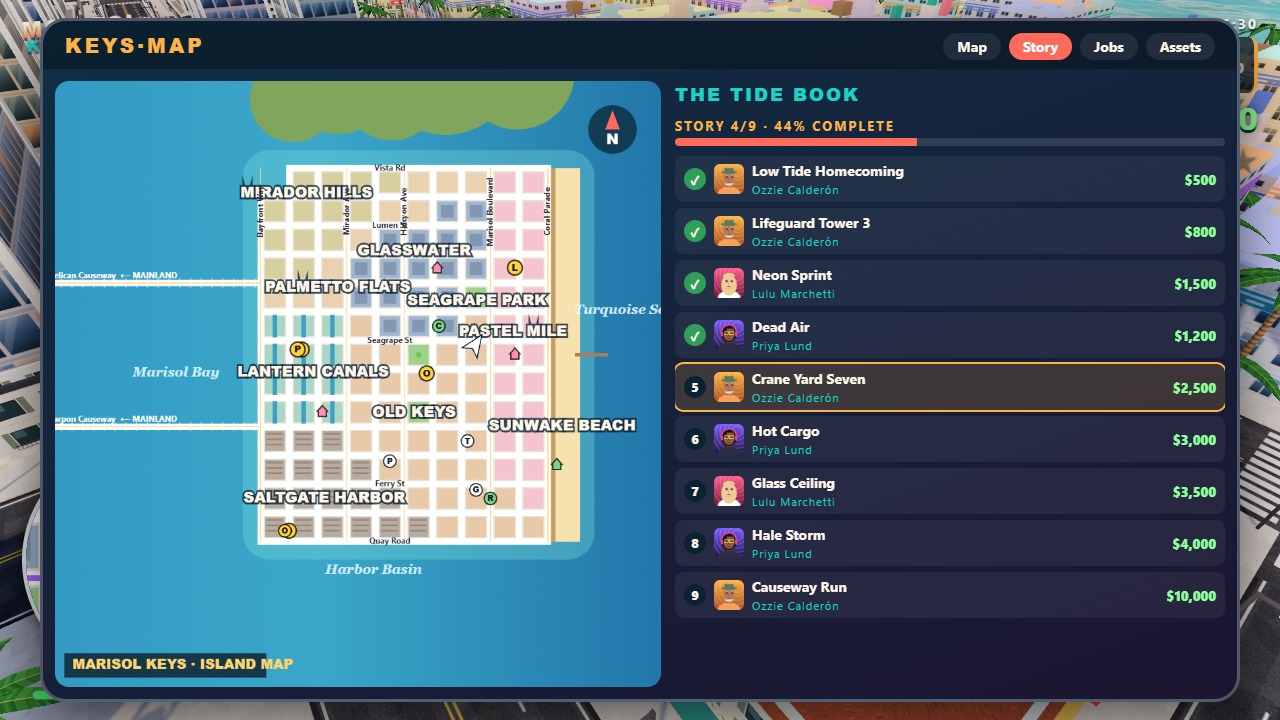 KEYS·MAP
Map
Story
Jobs
Assets
N
Vista Rd
MIRADOR HILLS
Mirador
Marisol Boulevard
Coral Parade
Lumen
GLASSWATER
L
elican Causeway ← MAINLAND
PALMETTO FLATS
SEAGRAPE PARK
Turquoise
C
PASTEL MILE
Seagrape St
P
Marisol Bay
LANTERN CANALS
O
OLD KEYS
arpon Causeway ← MAINLAND
SUNWAKE BEACH
T
P
Ferry St
G
R
SALTGATE HARBOR
O
Quay Road
Harbor Basin
MARISOL KEYS · ISLAND MAP
THE TIDE BOOK
STORY 4/9 · 44% COMPLETE
Low Tide Homecoming
Ozzie Calderón
$500
Lifeguard Tower 3
Ozzie Calderón
$800
Neon Sprint
Lulu Marchetti
$1,500
Dead Air
Priya Lund
$1,200
5
Crane Yard Seven
Ozzie Calderón
$2,500
6
Hot Cargo
Priya Lund
$3,000
7
Glass Ceiling
Lulu Marchetti
$3,500
8
Hale Storm
Priya Lund
$4,000
9
Causeway Run
Ozzie Calderón
$10,000